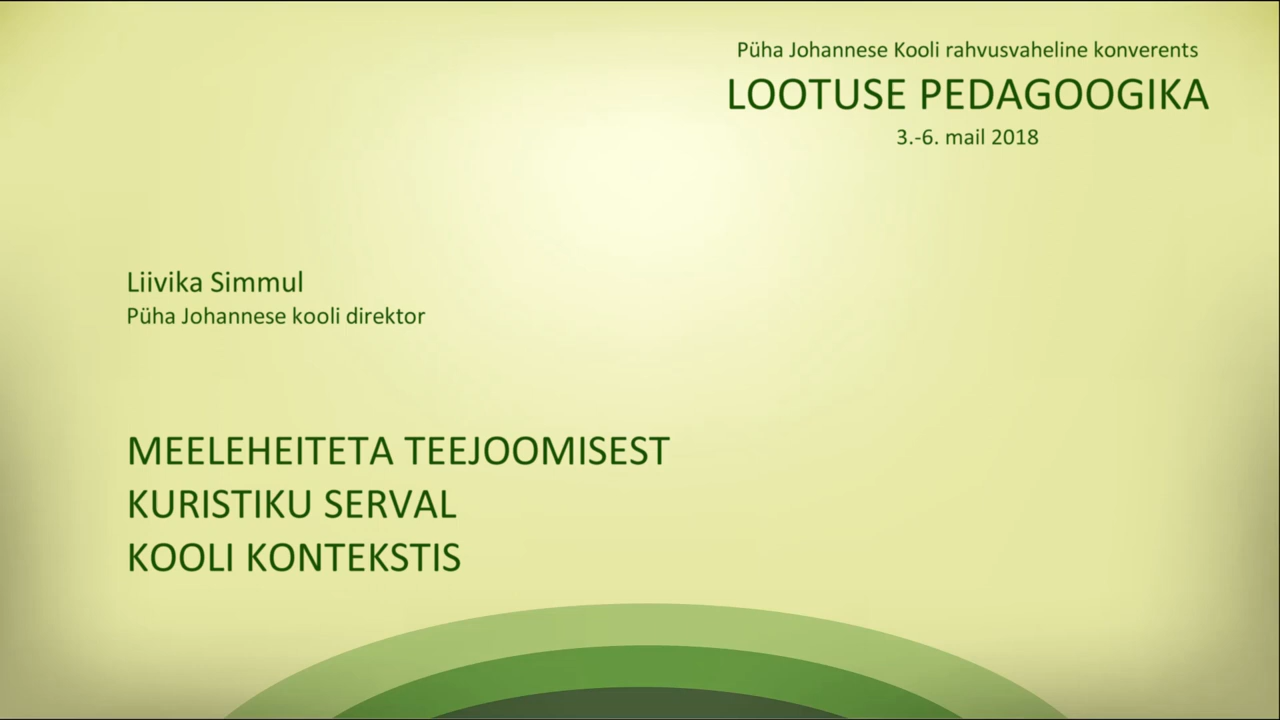 Püha Johannese Kooli rahvusvaheline konverents
LOOTUSE PEDAGOOGIKA
3.-6. mail 2018
Liivika Simmul
Püha Johannese kooli direktor
MEELEHEITETA TEEJOOMISEST
KURISTIKU SERVAL
KOOLI KONTEKSTIS